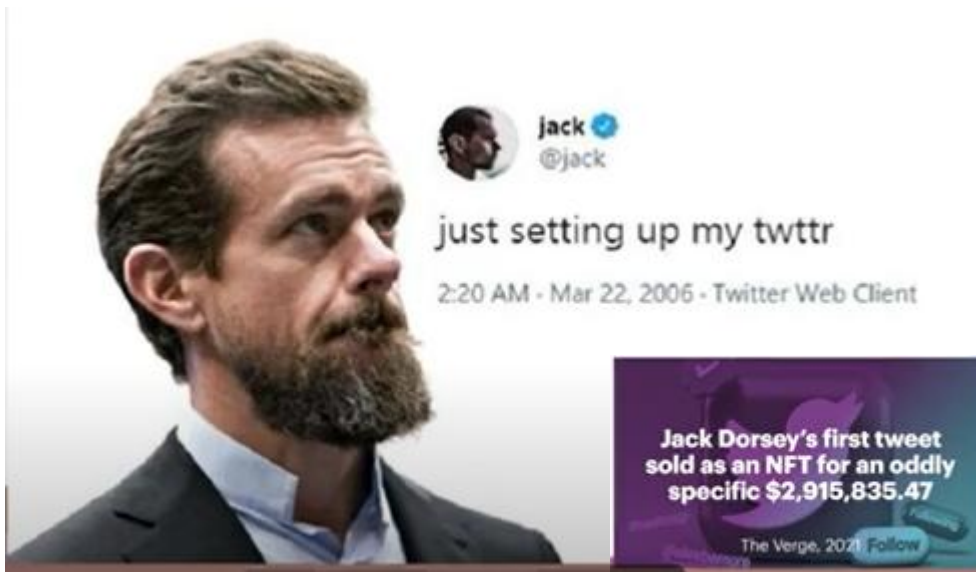 jack
@jack
just setting up my twttr
2:20 AM - Mar 22, 2006 - Twitter Web Client
Jack Dorsey's first tweet
sold as an NFT for an oddly
specific $2,915,835.47
The Verge, 2021 Follow